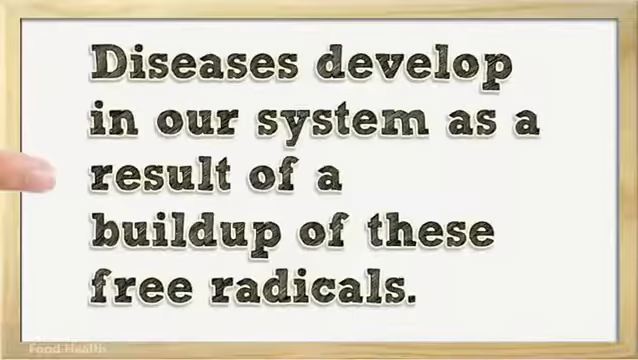 Diseases develop
in our system as a
result of a
buildup of these
free radicals.
Food Health